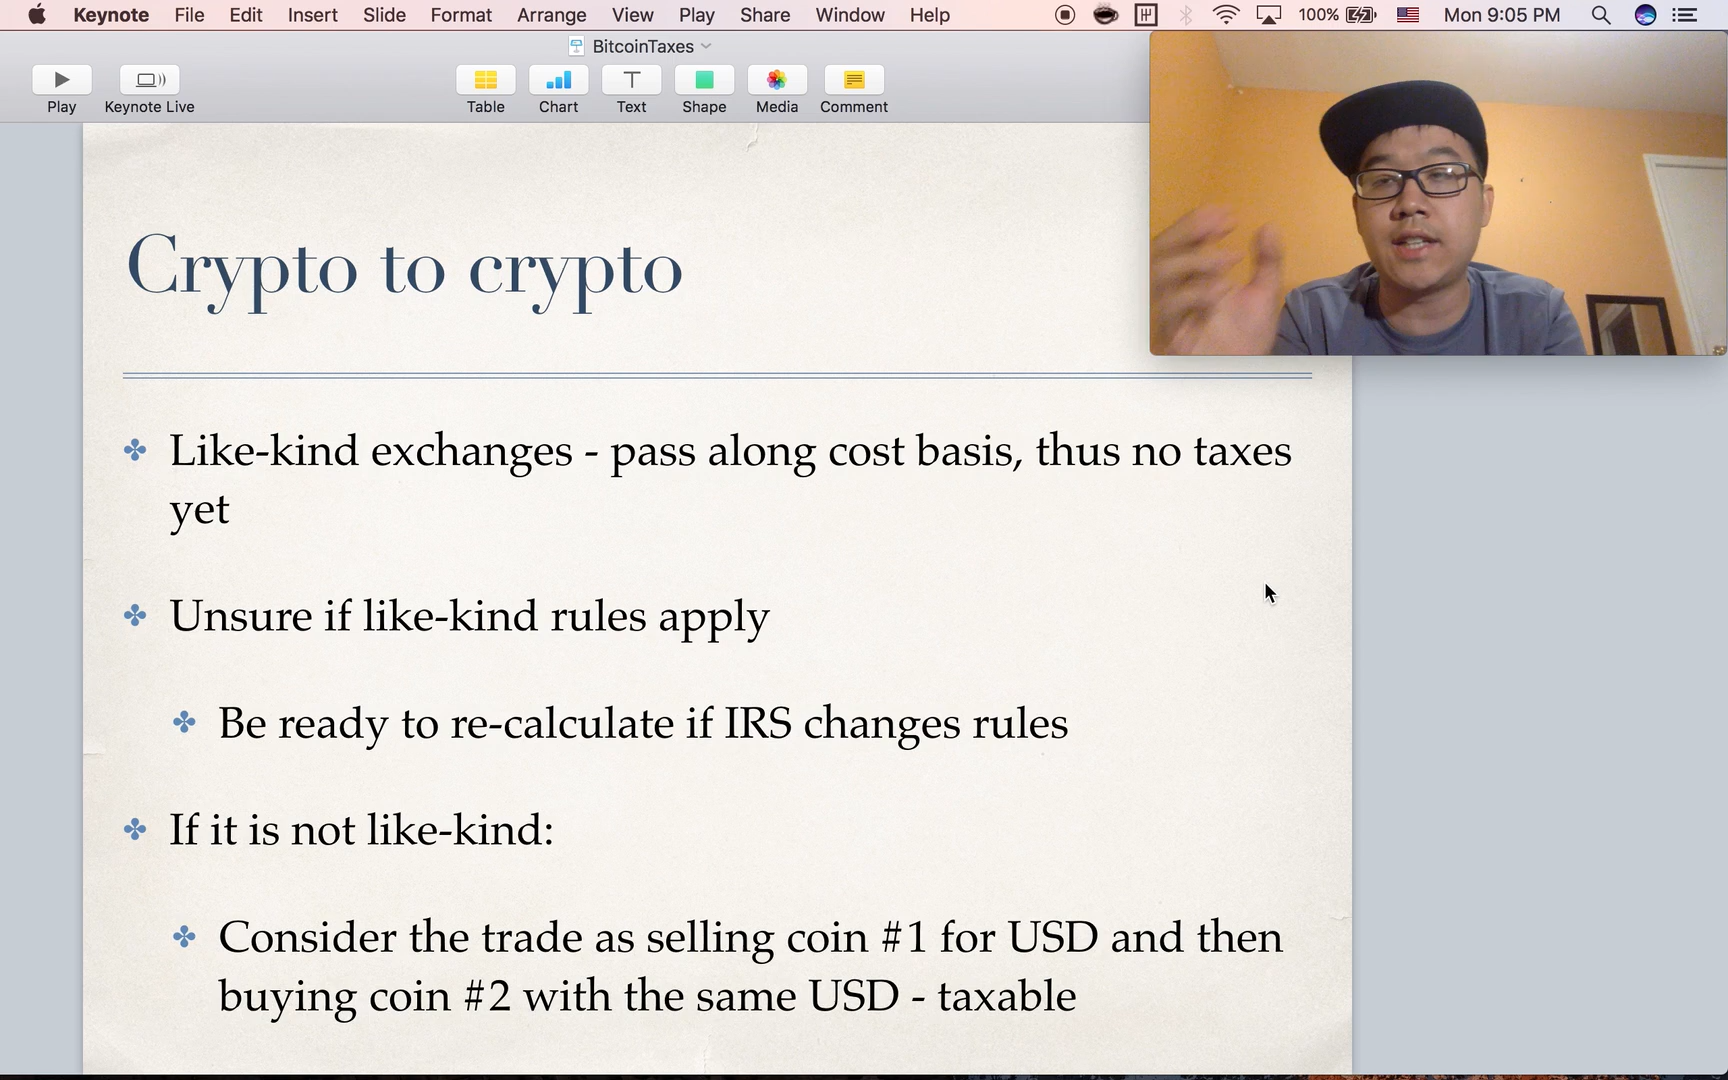 Keynote File Edit Insert Slide Format Arrange View Play Share Window Help 100% Mon 9:05 PM
BitcoinTaxes
Play Keynote Live Table Chart Text Shape Media Comment
Crypto to crypto
Like-kind exchanges - pass along cost basis, thus no taxes
yet
Unsure if like-kind rules apply
Be ready to re-calculate if IRS changes rules
If it is not like-kind:
Consider the trade as selling coin #1 for USD and then
buying coin #2 with the same USD - taxable